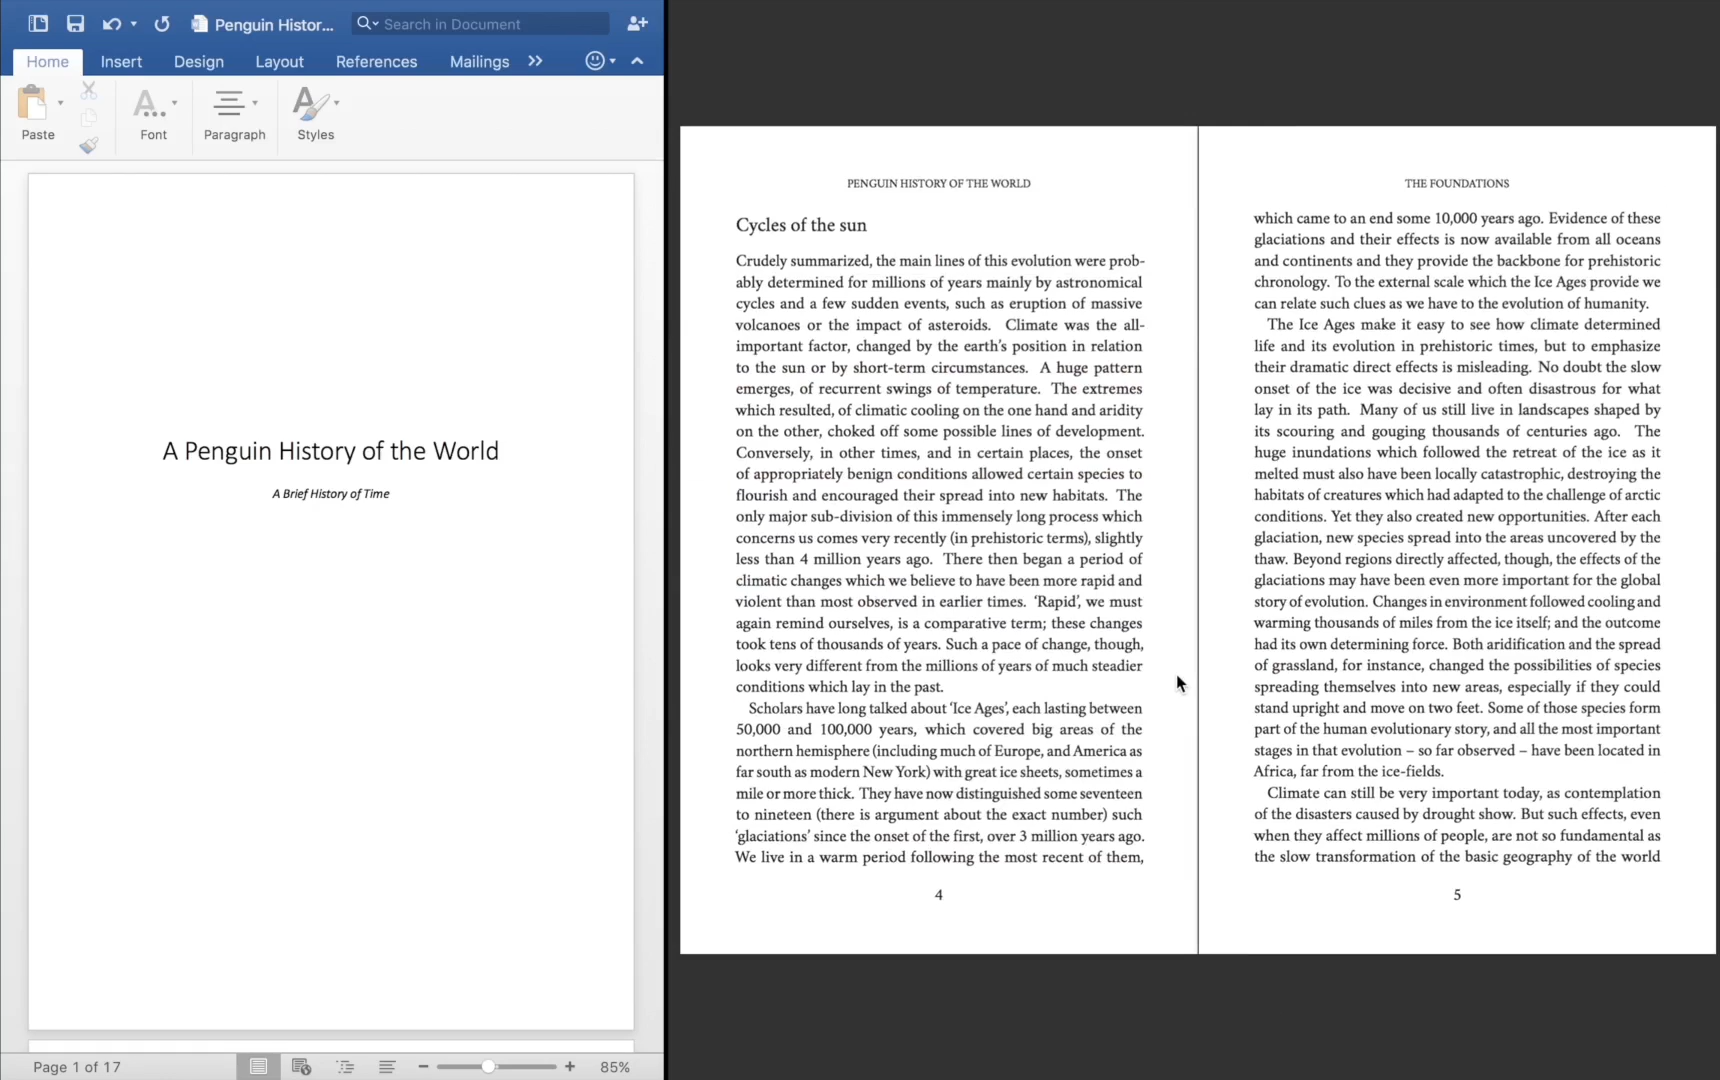 Penguin Histor...
Search in Document
Home
Insert
Design
Layout
References
Mailings
Paste
Font
Paragraph
Styles
A Penguin History of the World
A Brief History of Time
Page 1 of 17
85%
PENGUIN HISTORY OF THE WORLD
Cycles of the sun
Crudely summarized, the main lines of this evolution were prob-
ably determined for millions of years mainly by astronomical
cycles and a few sudden events, such as eruption of massive
volcanoes or the impact of asteroids. Climate was the all-
important factor, changed by the earth's position in relation
to the sun or by short-term circumstances. A huge pattern
emerges, of recurrent swings of temperature. The extremes
which resulted, of climatic cooling on the one hand and aridity
on the other, choked off some possible lines of development.
Conversely, in other times, and in certain places, the onset
of appropriately benign conditions allowed certain species to
flourish and encouraged their spread into new habitats. The
only major sub-division of this immensely long process which
concerns us comes very recently (in prehistoric terms), slightly
less than 4 million years ago. There then began a period of
climatic changes which we believe to have been more rapid and
violent than most observed in earlier times. ‘Rapid’, we must
again remind ourselves, is a comparative term; these changes
took tens of thousands of years. Such a pace of change, though,
looks very different from the millions of years of much steadier
conditions which lay in the past.
Scholars have long talked about ‘Ice Ages’, each lasting between
50,000 and 100,000 years, which covered big areas of the
northern hemisphere (including much of Europe, and America as
far south as modern New York) with great ice sheets, sometimes a
mile or more thick. They have now distinguished some seventeen
to nineteen (there is argument about the exact number) such
‘glaciations’ since the onset of the first, over 3 million years ago.
We live in a warm period following the most recent of them,
4
THE FOUNDATIONS
which came to an end some 10,000 years ago. Evidence of these
glaciations and their effects is now available from all oceans
and continents and they provide the backbone for prehistoric
chronology. To the external scale which the Ice Ages provide we
can relate such clues as we have to the evolution of humanity.
The Ice Ages make it easy to see how climate determined
life and its evolution in prehistoric times, but to emphasize
their dramatic direct effects is misleading. No doubt the slow
onset of the ice was decisive and often disastrous for what
lay in its path. Many of us still live in landscapes shaped by
its scouring and gouging thousands of centuries ago. The
huge inundations which followed the retreat of the ice as it
melted must also have been locally catastrophic, destroying the
habitats of creatures which had adapted to the challenge of arctic
conditions. Yet they also created new opportunities. After each
glaciation, new species spread into the areas uncovered by the
thaw. Beyond regions directly affected, though, the effects of the
glaciations may have been even more important for the global
story of evolution. Changes in environment followed cooling and
warming thousands of miles from the ice itself; and the outcome
had its own determining force. Both aridification and the spread
of grassland, for instance, changed the possibilities of species
spreading themselves into new areas, especially if they could
stand upright and move on two feet. Some of those species form
part of the human evolutionary story, and all the most important
stages in that evolution – so far observed – have been located in
Africa, far from the ice-fields.
Climate can still be very important today, as contemplation
of the disasters caused by drought show. But such effects, even
when they affect millions of people, are not so fundamental as
the slow transformation of the basic geography of the world
5